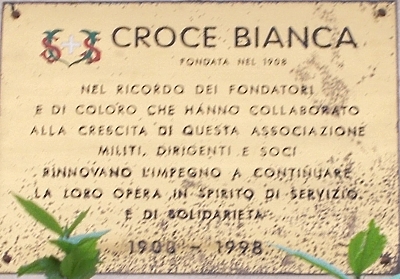 CROCE BIANCA
FONDATA NEL 1908
NEL RICORDO DEI FONDATORI
E DI COLORO CHE HANNO COLLABORATO
ALLA CRESCITA DI QUESTA ASSOCIAZIONE
MILITI, DIRIGENTI E SOCI
RINNOVANO L'IMPEGNO A CONTINUARE
LA LORO OPERA IN SPIRITO DI SERVIZIO
E DI SOLIDARIETA'
1908 - 1998